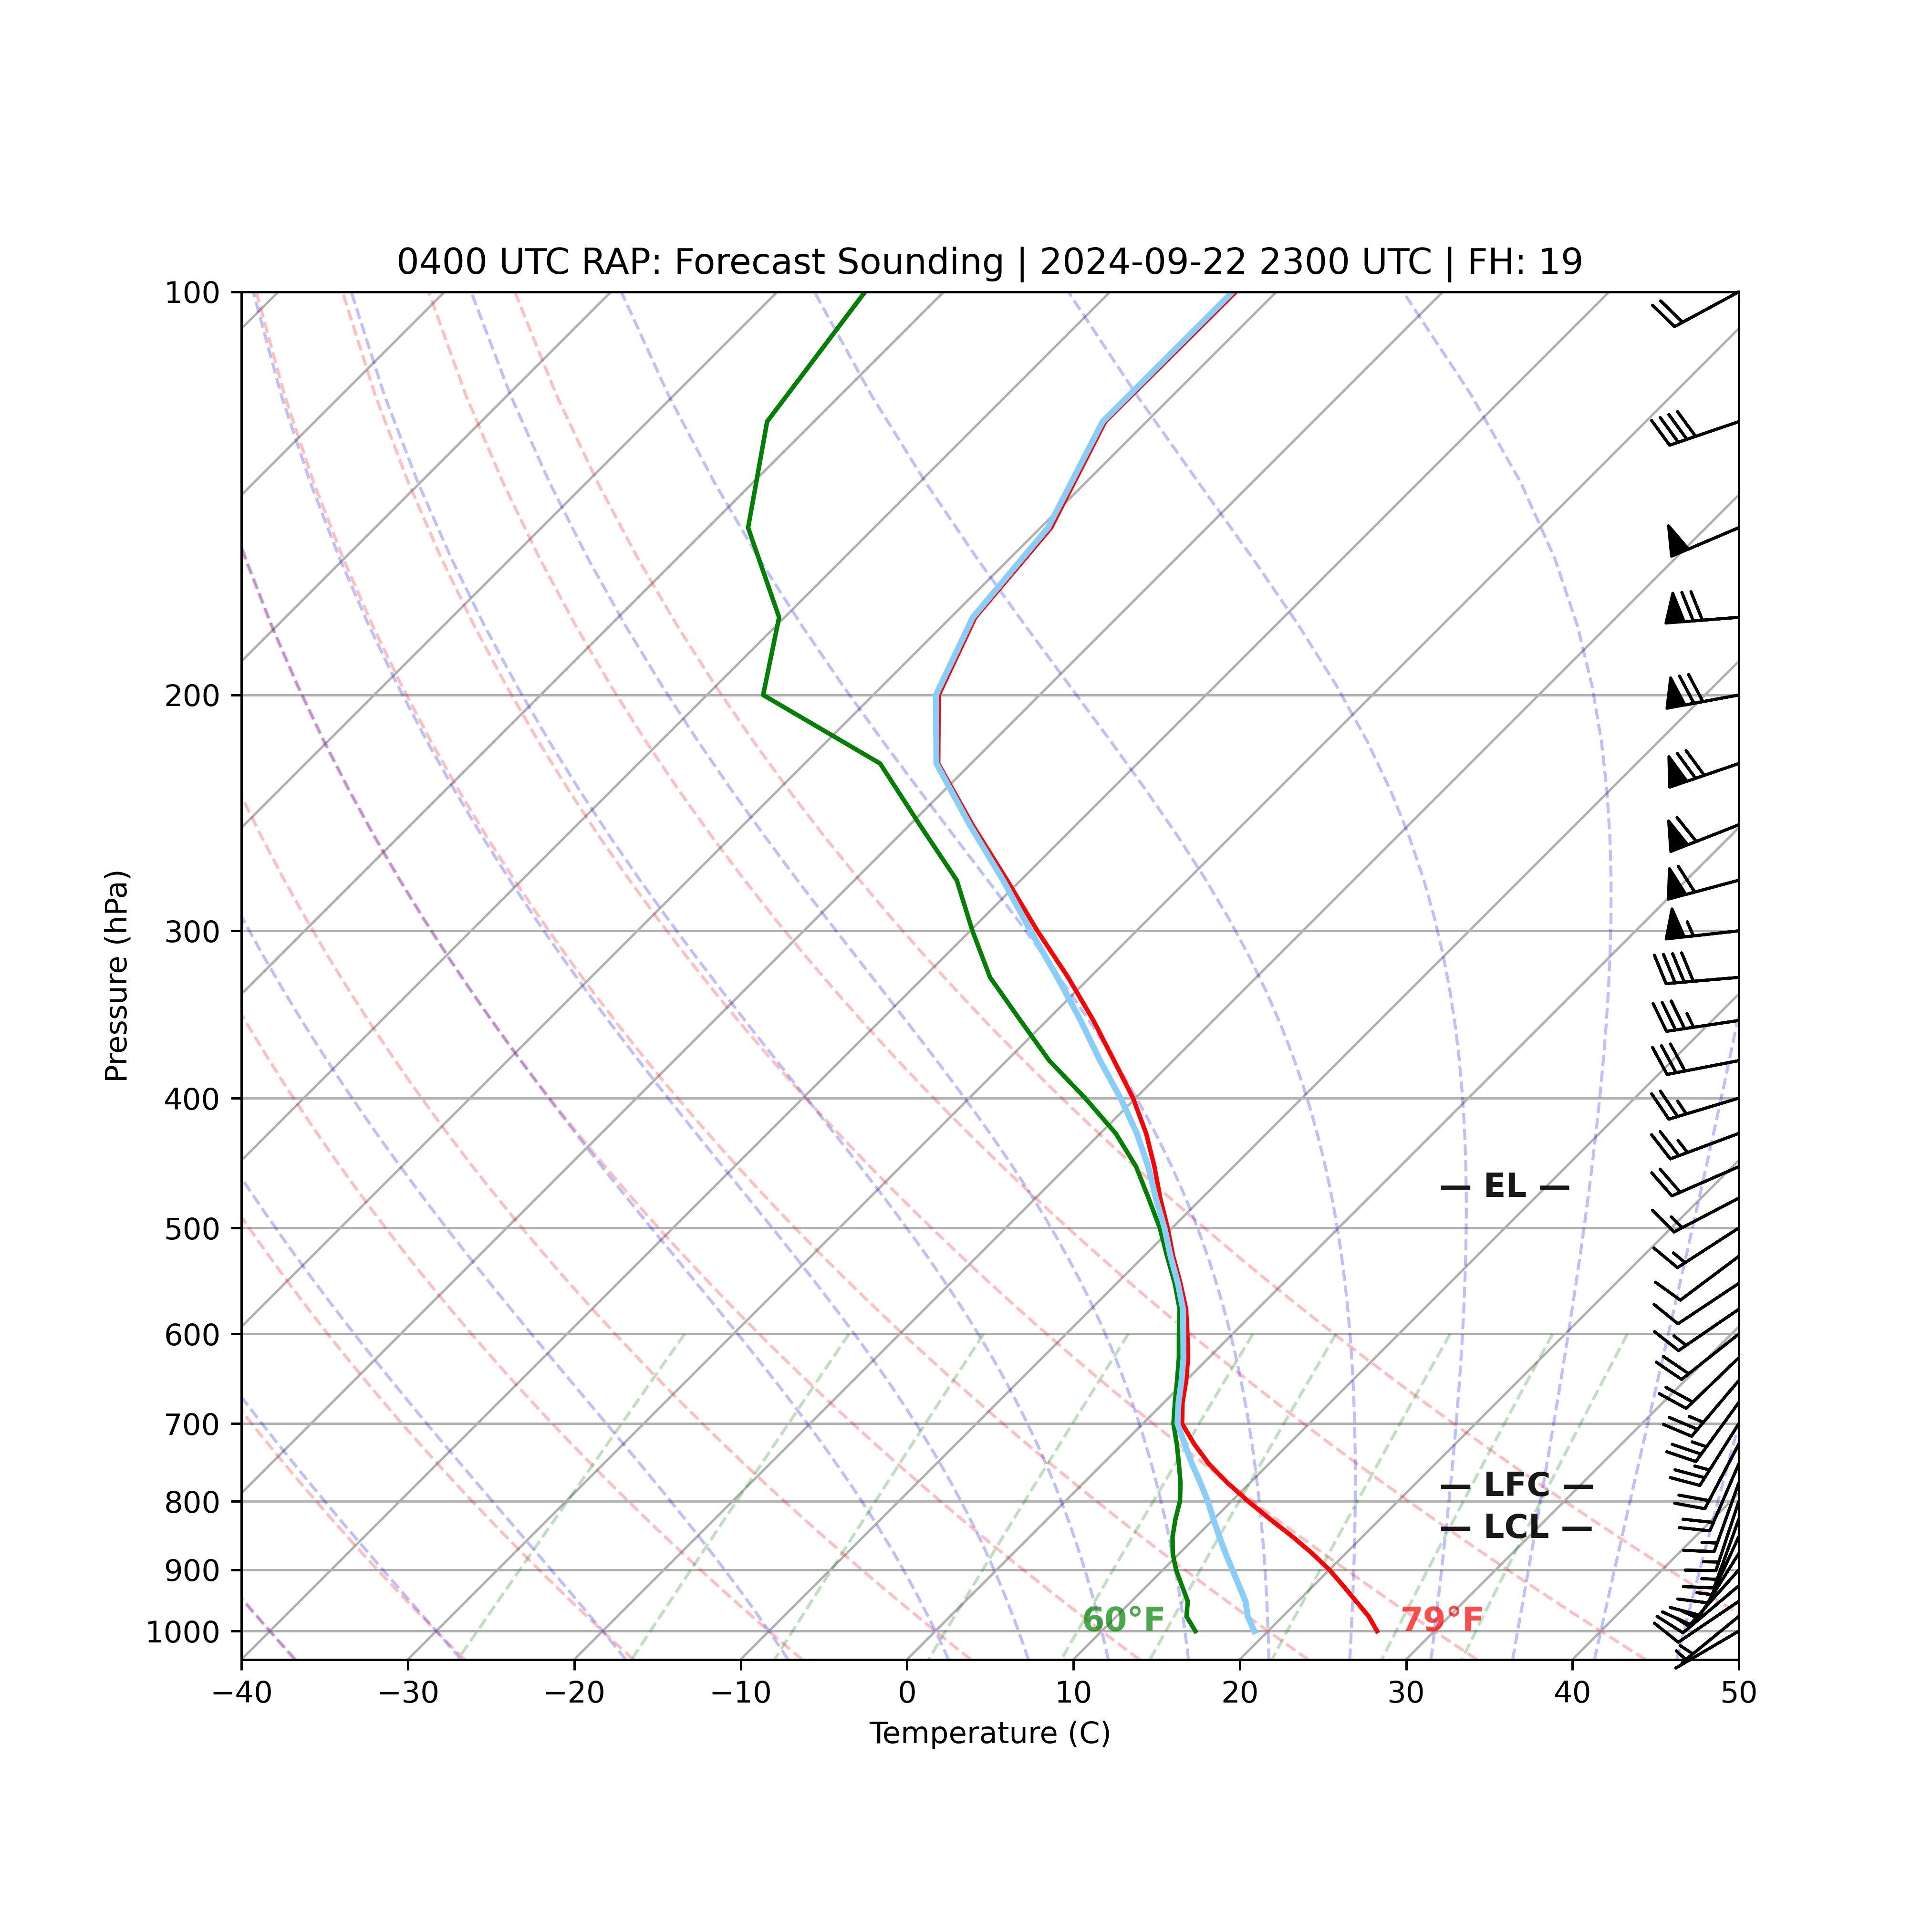 0400 UTC RAP: Forecast Sounding | 2024-09-22 2300 UTC | FH: 19
100
200
300
400
500
600
700
800
900
1000
Pressure (hPa)
— EL —
— LFC —
— LCL —
60°F
79°F
−40
−30
−20
−10
0
10
20
30
40
50
Temperature (C)